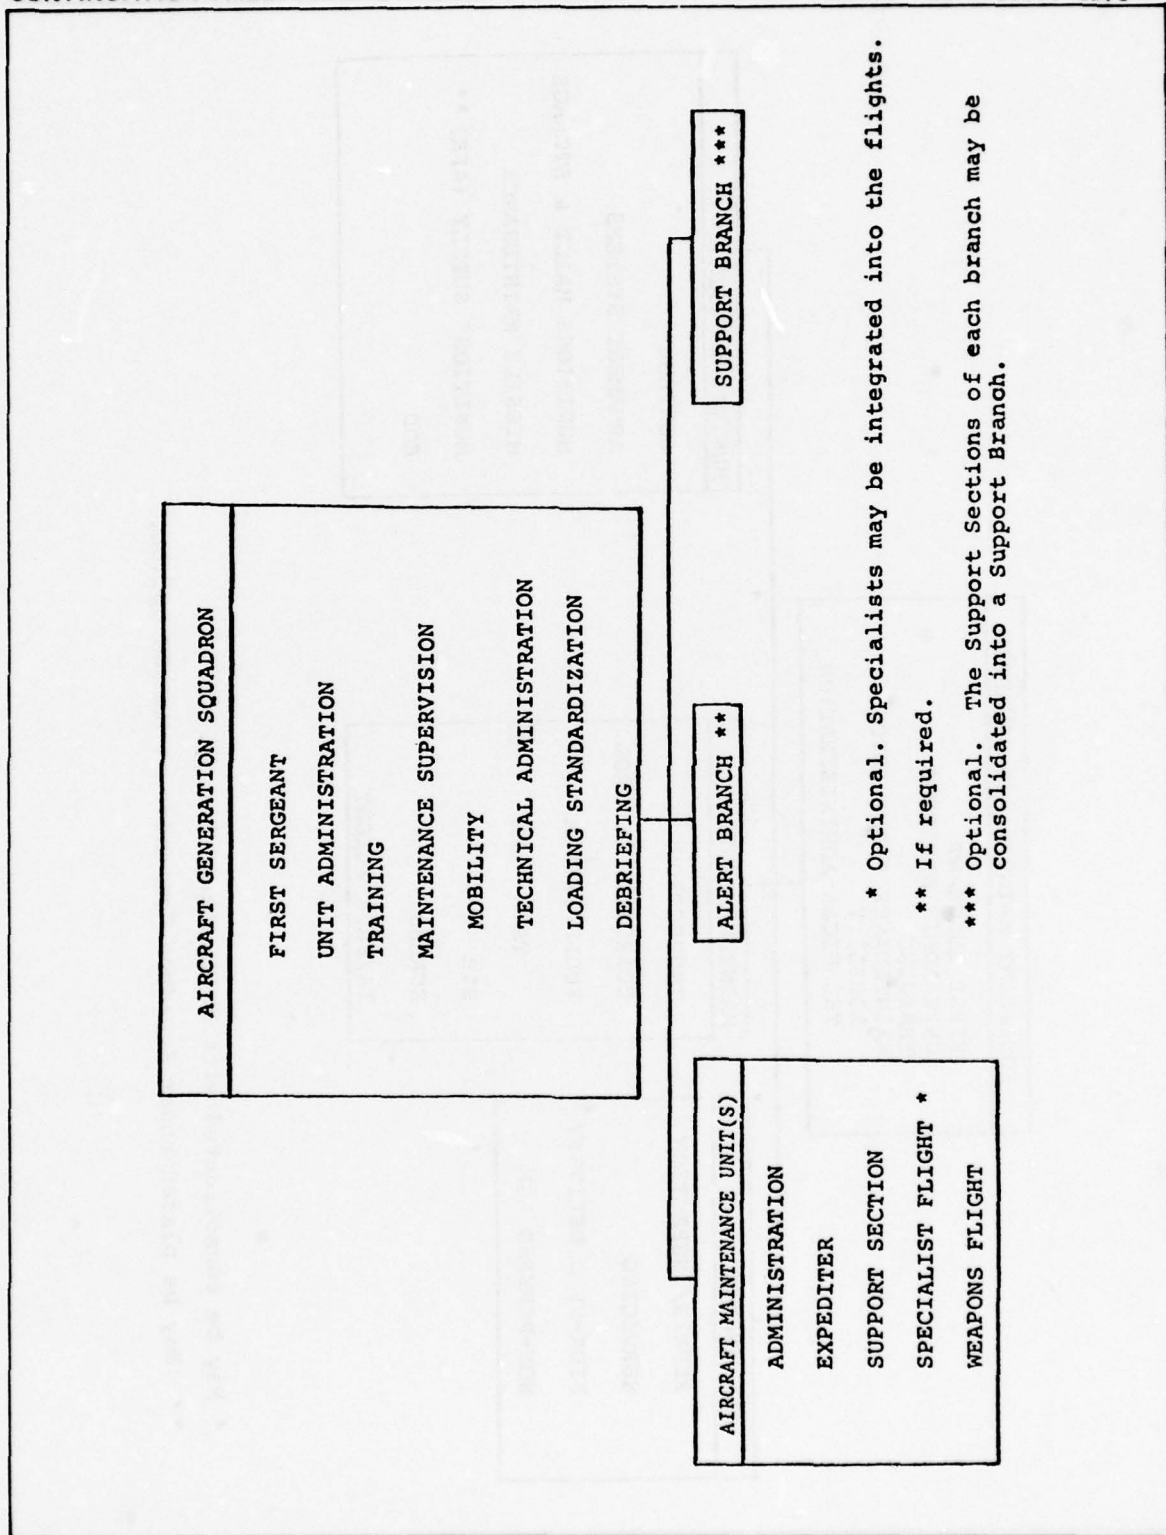 AIRCRAFT GENERATION SQUADRON
FIRST SERGEANT
UNIT ADMINISTRATION
TRAINING
MAINTENANCE SUPERVISION
MOBILITY
TECHNICAL ADMINISTRATION
LOADING STANDARDIZATION
DEBRIEFING
AIRCRAFT MAINTENANCE UNIT(S)
ADMINISTRATION
EXPEDITER
SUPPORT SECTION
SPECIALIST FLIGHT *
WEAPONS FLIGHT
ALERT BRANCH **
SUPPORT BRANCH ***
* Optional. Specialists may be integrated into the flights.
** If required.
*** Optional. The Support Sections of each branch may be
consolidated into a Support Branch.